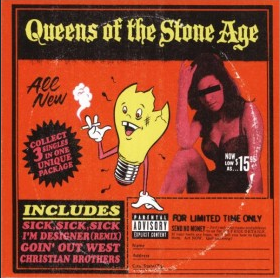 Queens of the Stone Age
All
New
COLLECT
3
SINGLES
IN ONE
UNIQUE
PACKAGE
NOW
LOW
AS...
$15
INCLUDES
SICK, SICK, SICK
I'M DESIGNER (REMIX)
GOIN' OUT WEST
CHRISTIAN BROTHERS
PARENTAL
ADVISORY
EXPLICIT CONTENT
FOR LIMITED TIME ONLY
SEND NO MONEY
Name
Address